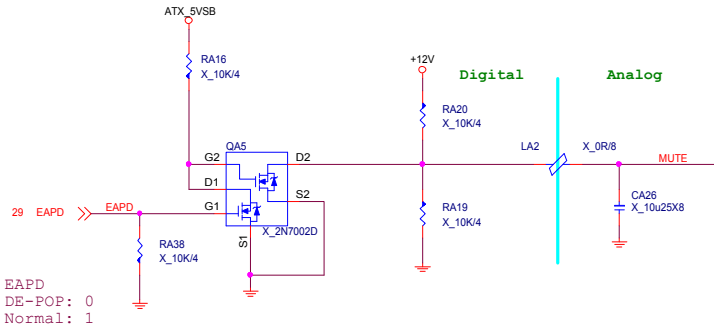 ATX_5VSB
RA16
X_10K/4
+12V
Digital
Analog
RA20
X_10K/4
QA5
G2
D2
LA2
X_0R/8
MUTE
D1
S2
CA26
X_10u25X8
29 EAPD
EAPD
G1
RA19
X_10K/4
X_2N7002D
S1
RA38
X_10K/4
EAPD
DE-POP: 0
Normal: 1